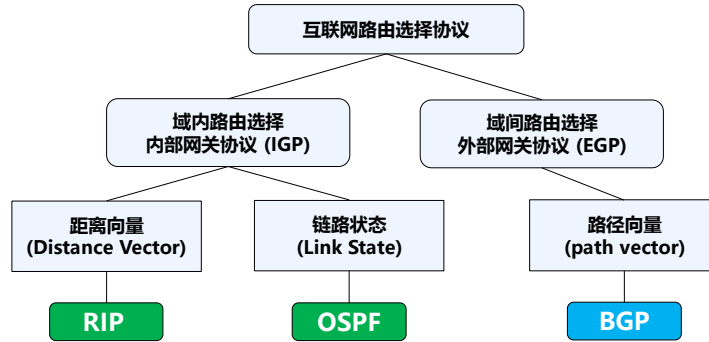 互联网路由选择协议
域内路由选择
内部网关协议 (IGP)
域间路由选择
外部网关协议 (EGP)
距离向量
(Distance Vector)
链路状态
(Link State)
路径向量
(path vector)
RIP
OSPF
BGP